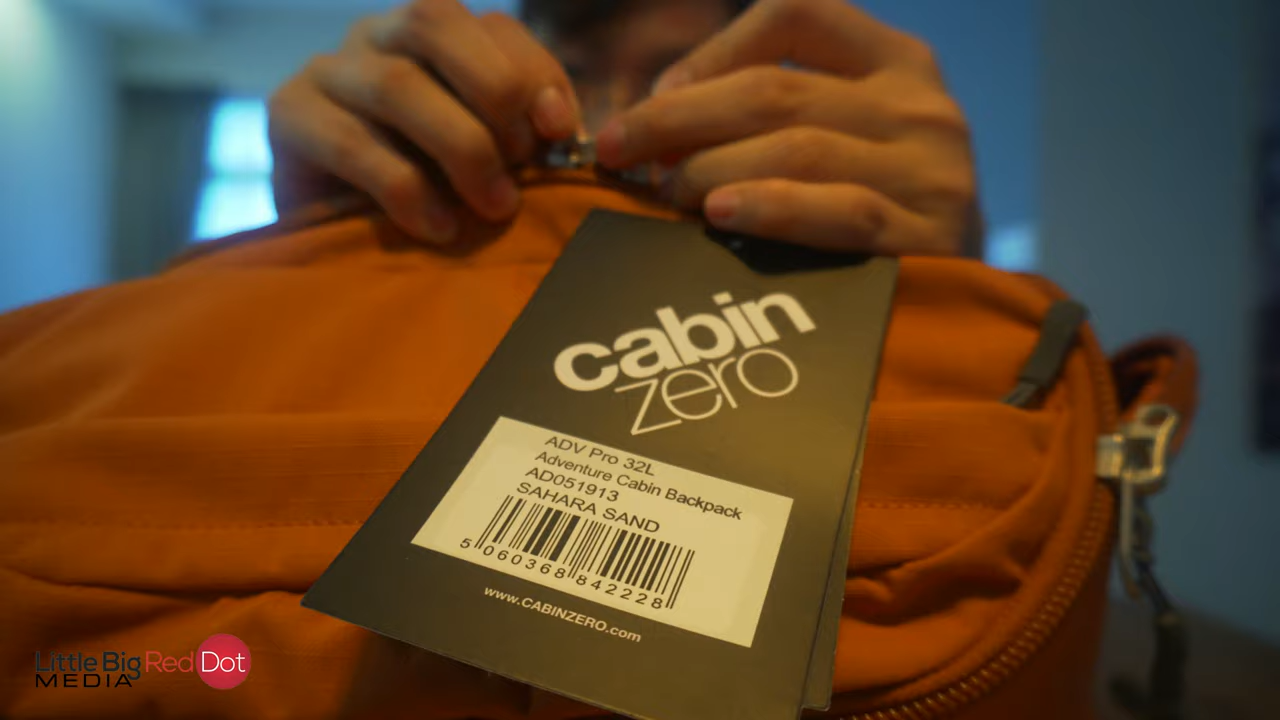 cabin
zero
ADV Pro 32L
Adventure Cabin Backpack
AD051913
SAHARA SAND
5 060368 842228
www.CABINZERO.com
Little Big Red Dot
MEDIA